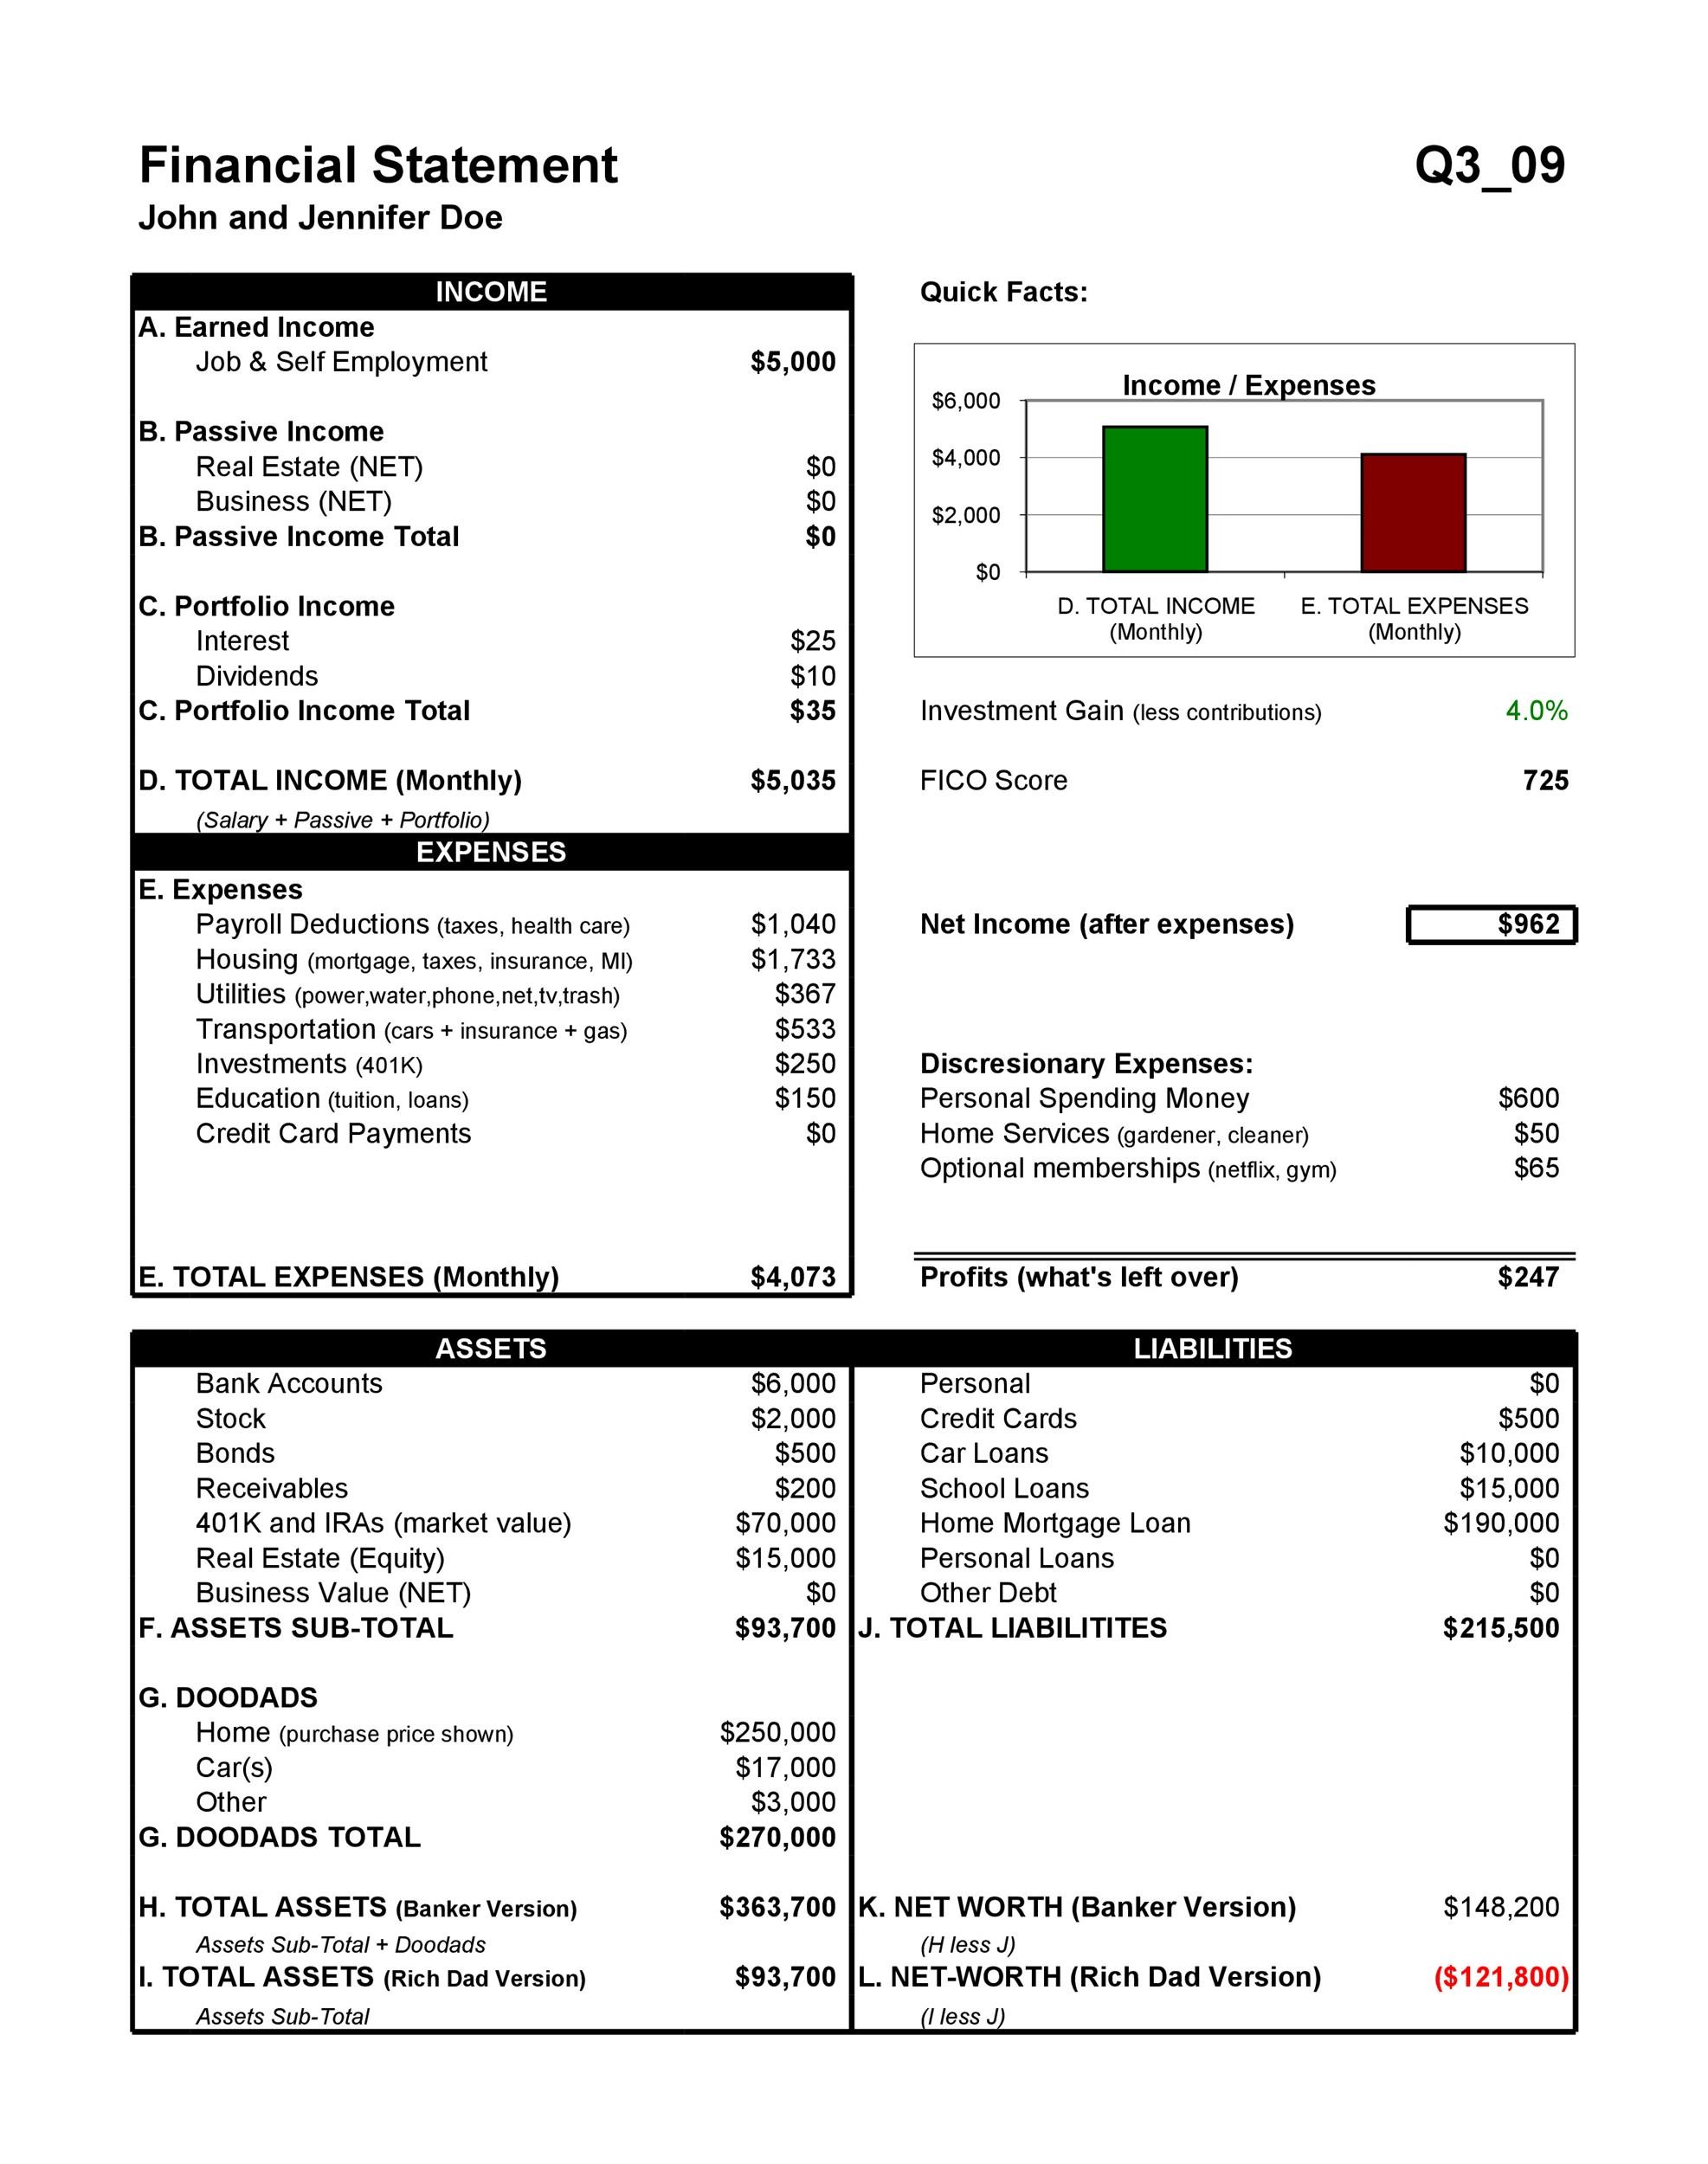 Financial Statement Q3_09
John and Jennifer Doe
INCOME
A. Earned Income
Job & Self Employment $5,000
B. Passive Income
Real Estate (NET) $0
Business (NET) $0
B. Passive Income Total $0
C. Portfolio Income
Interest $25
Dividends $10
C. Portfolio Income Total $35
D. TOTAL INCOME (Monthly) $5,035
(Salary + Passive + Portfolio)
Quick Facts:
Income / Expenses
$6,000
$4,000
$2,000
$0
D. TOTAL INCOME E. TOTAL EXPENSES
(Monthly) (Monthly)
Investment Gain (less contributions) 4.0%
FICO Score 725
EXPENSES
E. Expenses
Payroll Deductions (taxes, health care) $1,040
Housing (mortgage, taxes, insurance, MI) $1,733
Utilities (power,water,phone,net,tv,trash) $367
Transportation (cars + insurance + gas) $533
Investments (401K) $250
Education (tuition, loans) $150
Credit Card Payments $0
E. TOTAL EXPENSES (Monthly) $4,073
Net Income (after expenses) $962
Discresionary Expenses:
Personal Spending Money $600
Home Services (gardener, cleaner) $50
Optional memberships (netflix, gym) $65
Profits (what's left over) $247
ASSETS
Bank Accounts $6,000
Stock $2,000
Bonds $500
Receivables $200
401K and IRAs (market value) $70,000
Real Estate (Equity) $15,000
Business Value (NET) $0
F. ASSETS SUB-TOTAL $93,700
G. DOODADS
Home (purchase price shown) $250,000
Car(s) $17,000
Other $3,000
G. DOODADS TOTAL $270,000
H. TOTAL ASSETS (Banker Version) $363,700
Assets Sub-Total + Doodads
I. TOTAL ASSETS (Rich Dad Version) $93,700
Assets Sub-Total
LIABILITIES
Personal $0
Credit Cards $500
Car Loans $10,000
School Loans $15,000
Home Mortgage Loan $190,000
Personal Loans $0
Other Debt $0
J. TOTAL LIABILITITES $215,500
K. NET WORTH (Banker Version) $148,200
(H less J)
L. NET-WORTH (Rich Dad Version) ($121,800)
(I less J)